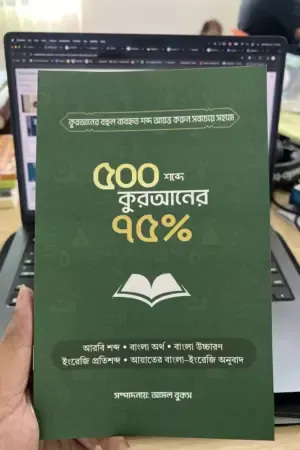 কুরআনের বহুল ব্যবহৃত শব্দ আয়ত্ত করুন সবচেয়ে সহজে
৫০০ শব্দে
কুরআনের
৭৫%
আরবি শব্দ • বাংলা অর্থ • বাংলা উচ্চারণ
ইংরেজি প্রতিশব্দ • আয়াতের বাংলা-ইংরেজি অনুবাদ
সম্পাদনায়: আমল বুকস